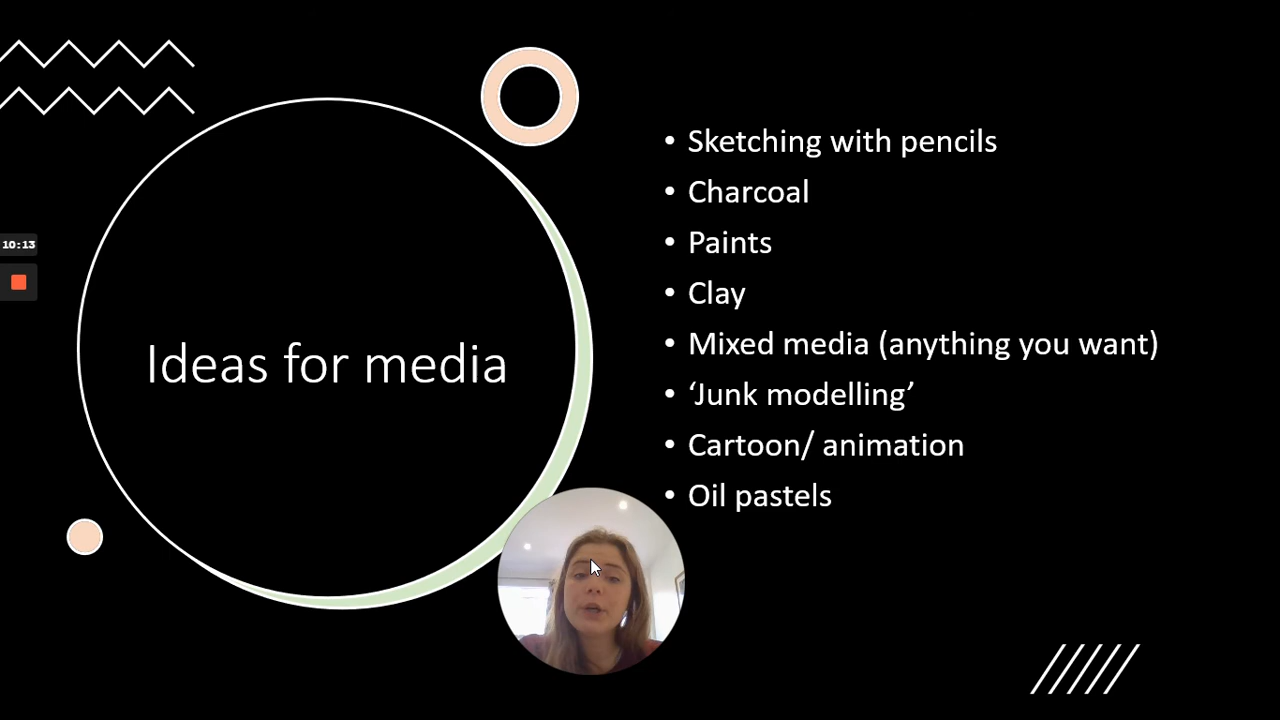 Ideas for media
• Sketching with pencils
• Charcoal
• Paints
• Clay
• Mixed media (anything you want)
• ‘Junk modelling’
• Cartoon/ animation
• Oil pastels
10:13